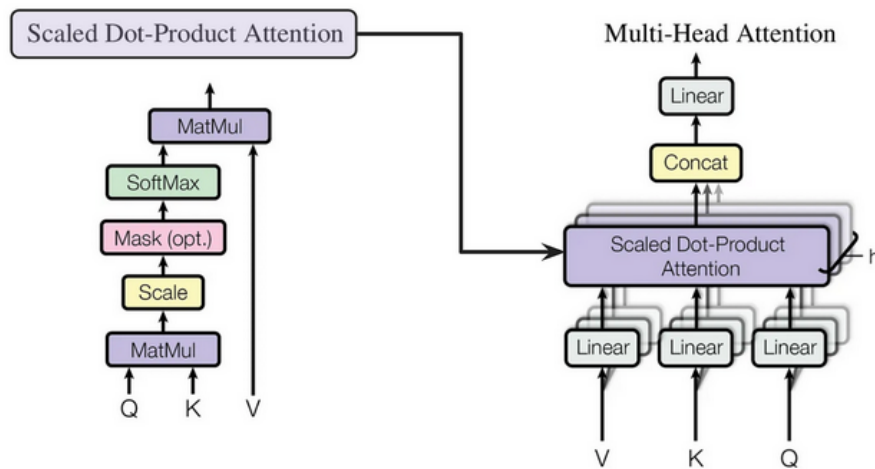 Scaled Dot-Product Attention
MatMul
SoftMax
Mask (opt.)
Scale
MatMul
Q K V
Multi-Head Attention
Linear
Concat
Scaled Dot-Product
Attention
h
Linear Linear Linear
V K Q